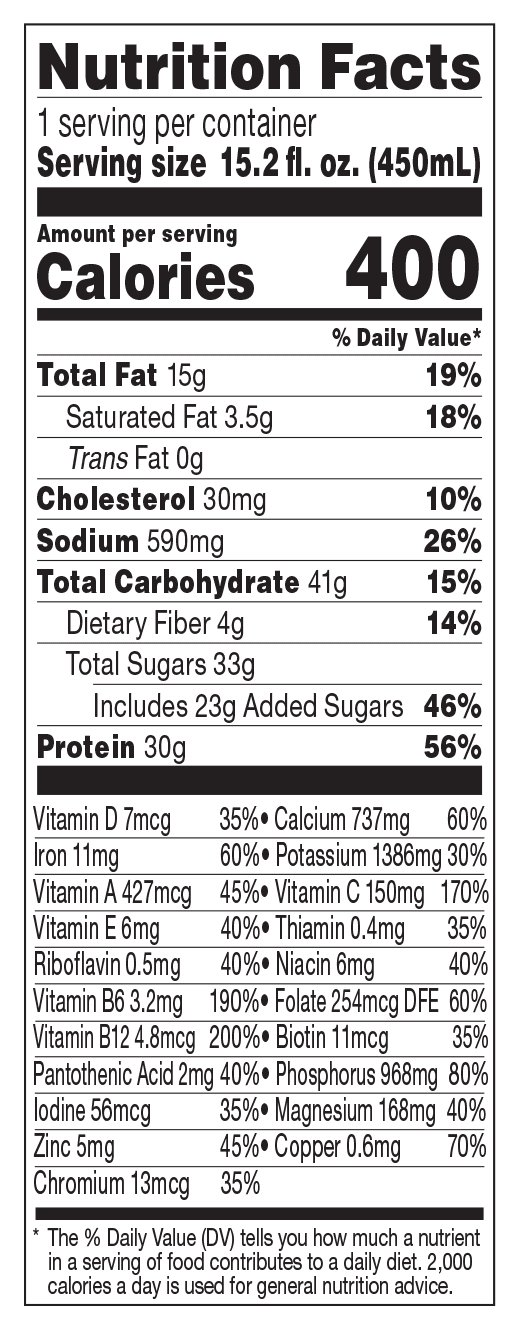 Nutrition Facts
1 serving per container
Serving size 15.2 fl. oz. (450mL)
Amount per serving
Calories 400
% Daily Value*
Total Fat 15g 19%
Saturated Fat 3.5g 18%
Trans Fat 0g
Cholesterol 30mg 10%
Sodium 590mg 26%
Total Carbohydrate 41g 15%
Dietary Fiber 4g 14%
Total Sugars 33g
Includes 23g Added Sugars 46%
Protein 30g 56%
Vitamin D 7mcg 35% • Calcium 737mg 60%
Iron 11mg 60% • Potassium 1386mg 30%
Vitamin A 427mcg 45% • Vitamin C 150mg 170%
Vitamin E 6mg 40% • Thiamin 0.4mg 35%
Riboflavin 0.5mg 40% • Niacin 6mg 40%
Vitamin B6 3.2mg 190% • Folate 254mcg DFE 60%
Vitamin B12 4.8mcg 200% • Biotin 11mcg 35%
Pantothenic Acid 2mg 40% • Phosphorus 968mg 80%
Iodine 56mcg 35% • Magnesium 168mg 40%
Zinc 5mg 45% • Copper 0.6mg 70%
Chromium 13mcg 35%
* The % Daily Value (DV) tells you how much a nutrient
in a serving of food contributes to a daily diet. 2,000
calories a day is used for general nutrition advice.